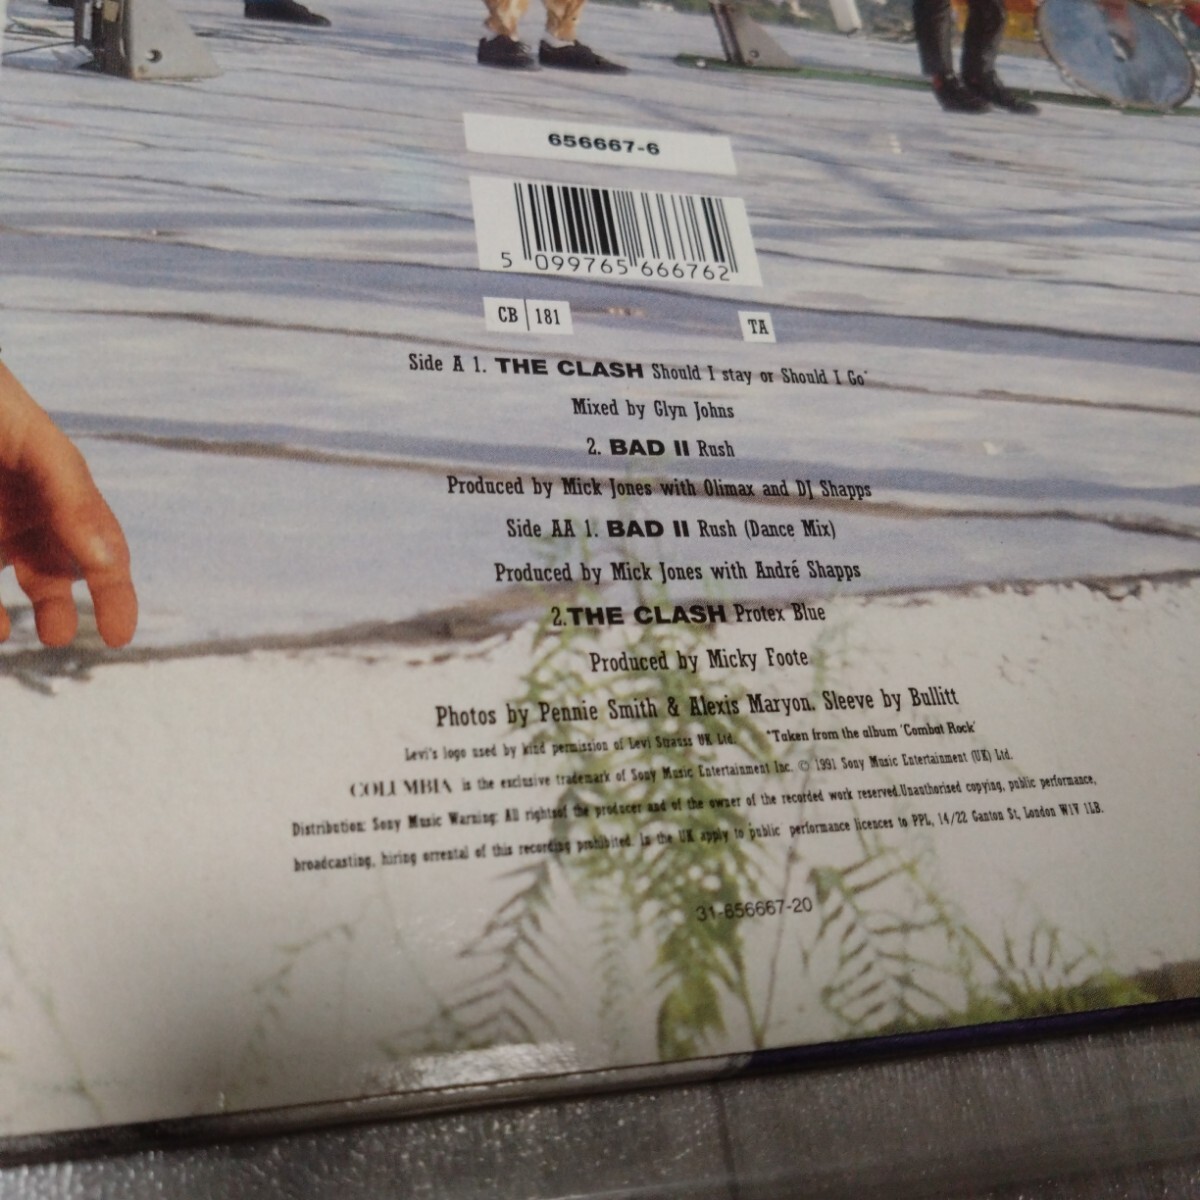 656667-6
5 099765 666762
CB 181
TA
Side A 1. THE CLASH Should I stay or Should I Go*
Mixed by Glyn Johns
2. BAD II Rush
Produced by Mick Jones with Olimax and DJ Shapps
Side AA 1. BAD II Rush (Dance Mix)
Produced by Mick Jones with André Shapps
2.THE CLASH Protex Blue
Produced by Micky Foote
Photos by Pennie Smith & Alexis Maryon. Sleeve by Bullitt
Levi's logo used by kind permission of Levi Strauss UK Ltd. *Taken from the album 'Combat Rock'
COLUMBIA is the exclusive trademark of Sony Music Entertainment Inc. © 1991 Sony Music Entertainment (UK) Ltd.
Distribution: Sony Music Warning: All rightsof the producer and of the owner of the recorded work reserved.Unauthorised copying, public performance,
broadcasting, hiring orrental of this recording prohibited. In the UK apply to public performance licences to PPL, 14/22 Ganton St, London W1V 1LB.
31-656667-20